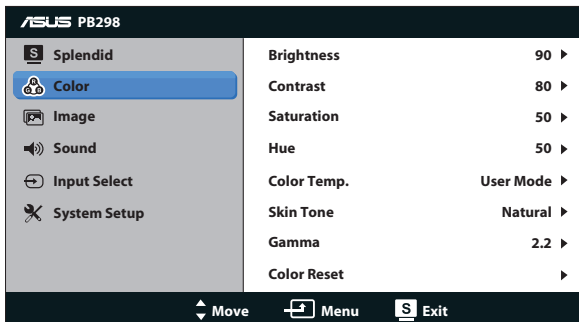 ASUS PB298
S Splendid
R G B Color
Image
Sound
Input Select
System Setup
Brightness 90
Contrast 80
Saturation 50
Hue 50
Color Temp. User Mode
Skin Tone Natural
Gamma 2.2
Color Reset
Move Menu S Exit